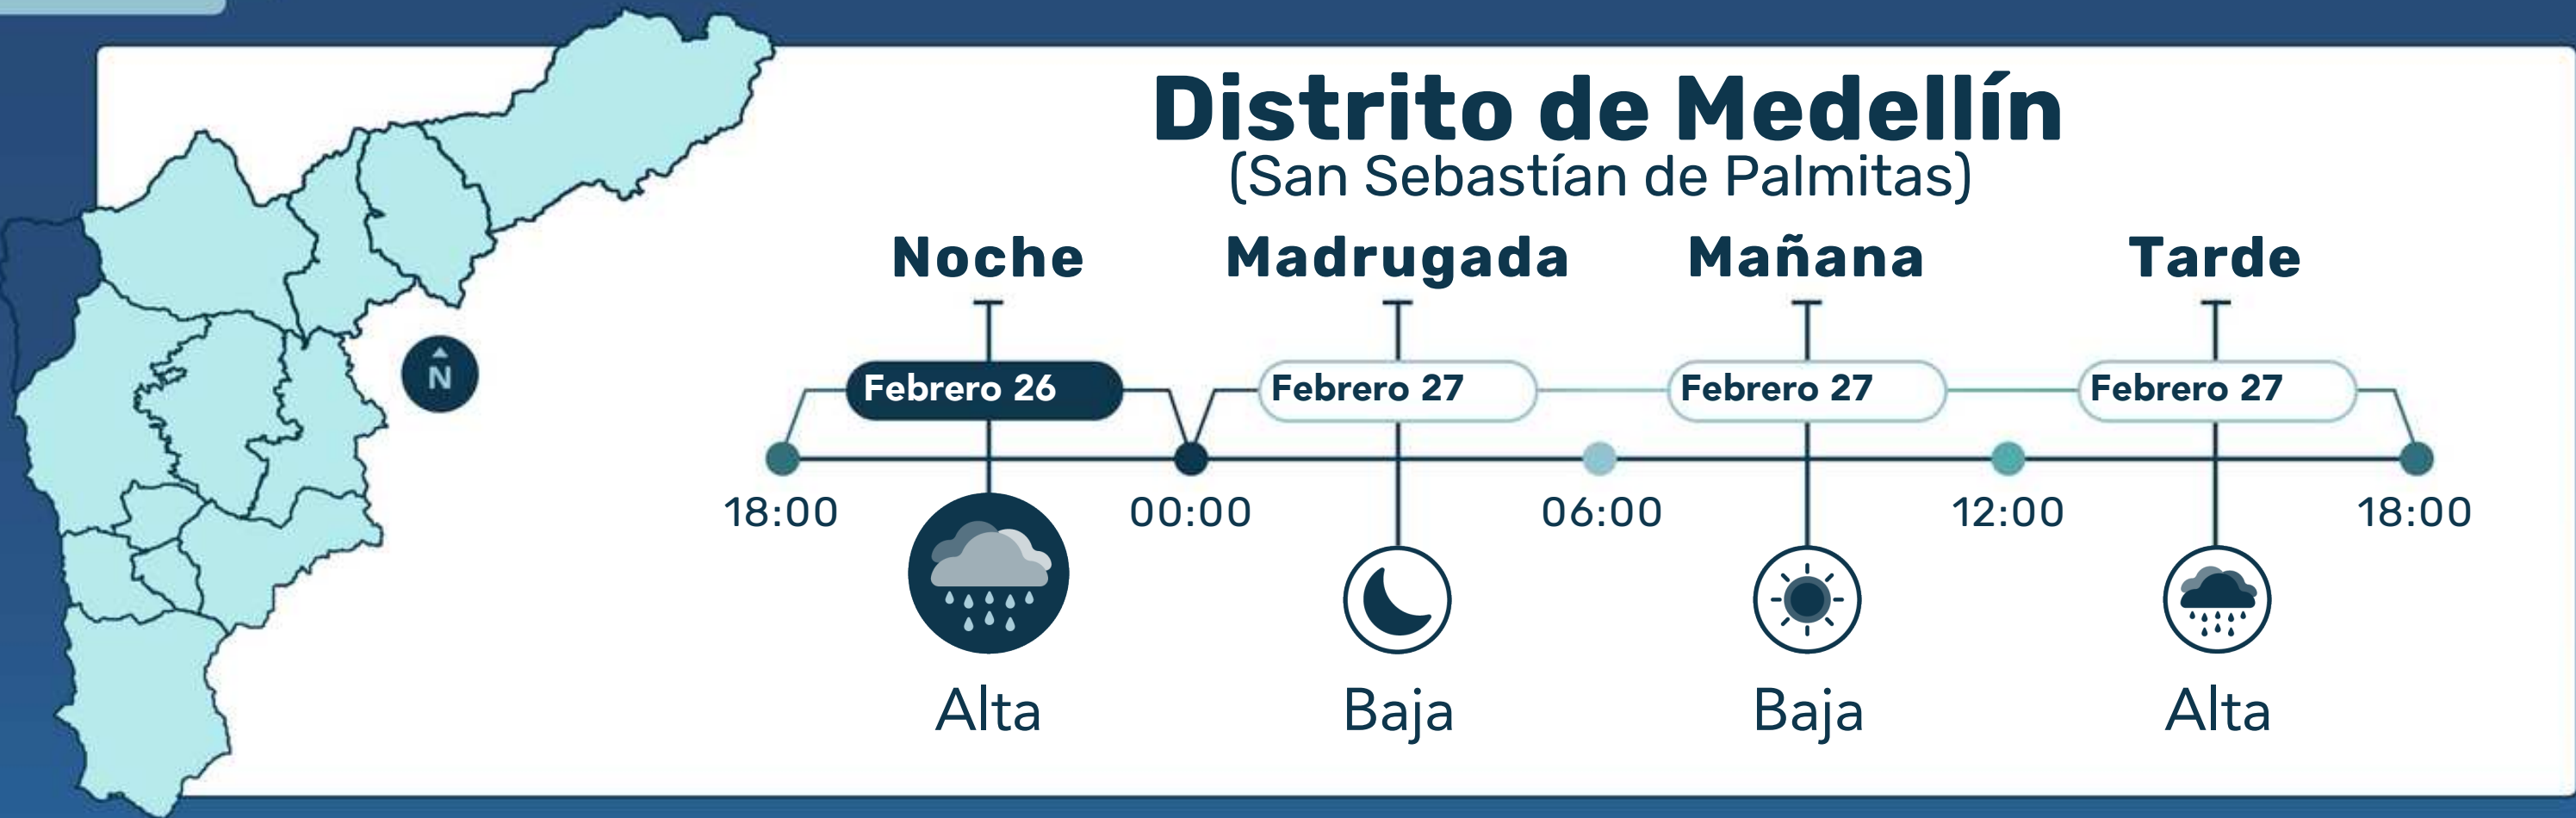 Distrito de Medellín
(San Sebastían de Palmitas)
Noche Madrugada Mañana Tarde
Febrero 26 Febrero 27 Febrero 27 Febrero 27
N
18:00 00:00 06:00 12:00 18:00
Alta Baja Baja Alta